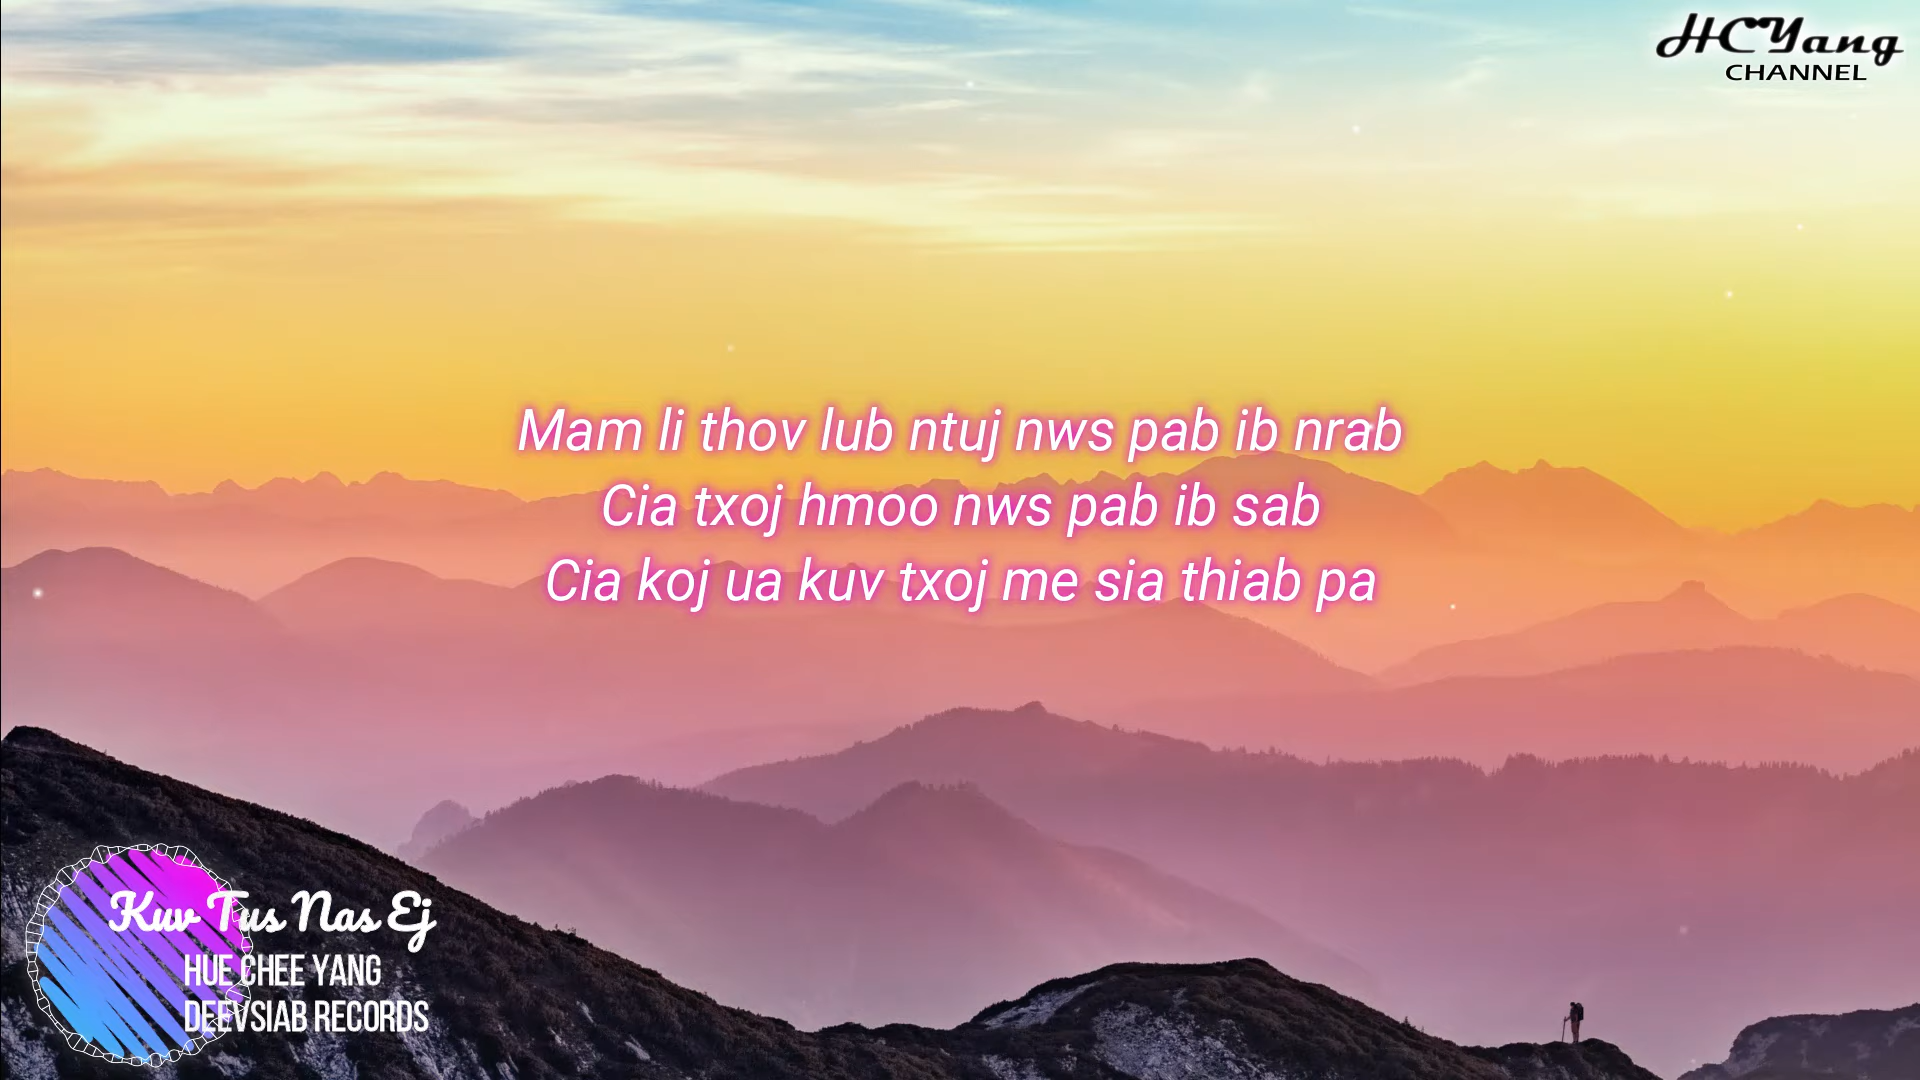 HCYang
CHANNEL
Mam li thov lub ntuj nws pab ib nrab
Cia txoj hmoo nws pab ib sab
Cia koj ua kuv txoj me sia thiab pa
Kuv Tus Nas Ej
HUE CHEE YANG
DEEVSIAB RECORDS